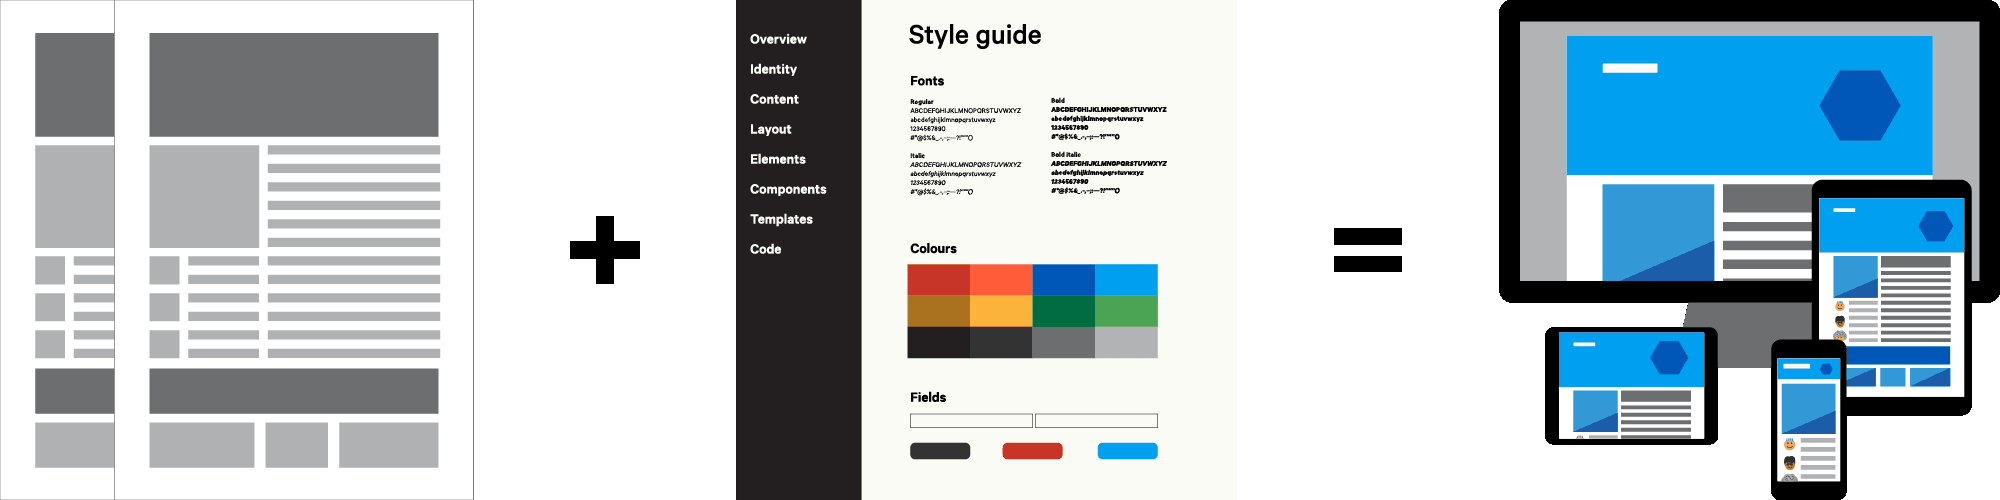 Overview
Identity
Content
Layout
Elements
Components
Templates
Code
Style guide
Fonts
Regular
ABCDEFGHIJKLMNOPQRSTUVWXYZ
abcdefghijklmnopqrstuvwxyz
1234567890
Bold
ABCDEFGHIJKLMNOPQRSTUVWXYZ
abcdefghijklmnopqrstuvwxyz
1234567890
Italic
ABCDEFGHIJKLMNOPQRSTUVWXYZ
abcdefghijklmnopqrstuvwxyz
1234567890
Bold italic
ABCDEFGHIJKLMNOPQRSTUVWXYZ
abcdefghijklmnopqrstuvwxyz
1234567890
Colours
Fields